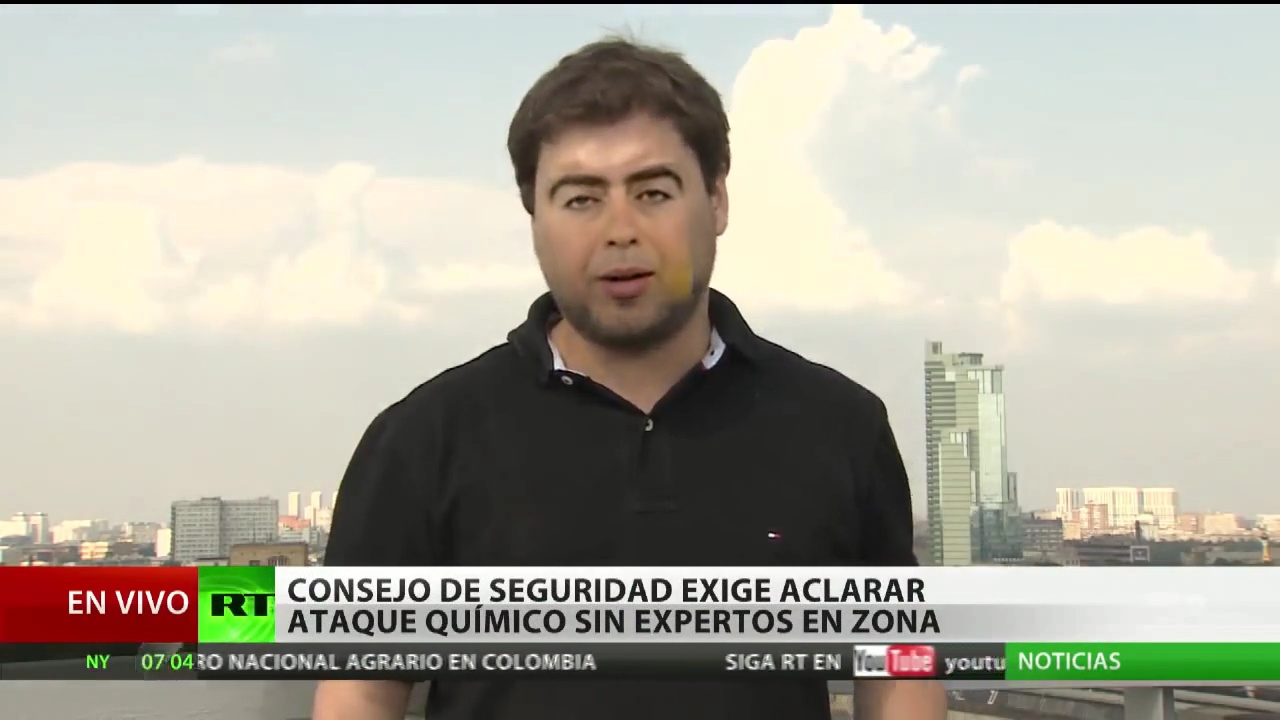 EN VIVO
RT
CONSEJO DE SEGURIDAD EXIGE ACLARAR
ATAQUE QUÍMICO SIN EXPERTOS EN ZONA
NY 07:04 RO NACIONAL AGRARIO EN COLOMBIA SIGA RT EN YouTube youtu NOTICIAS